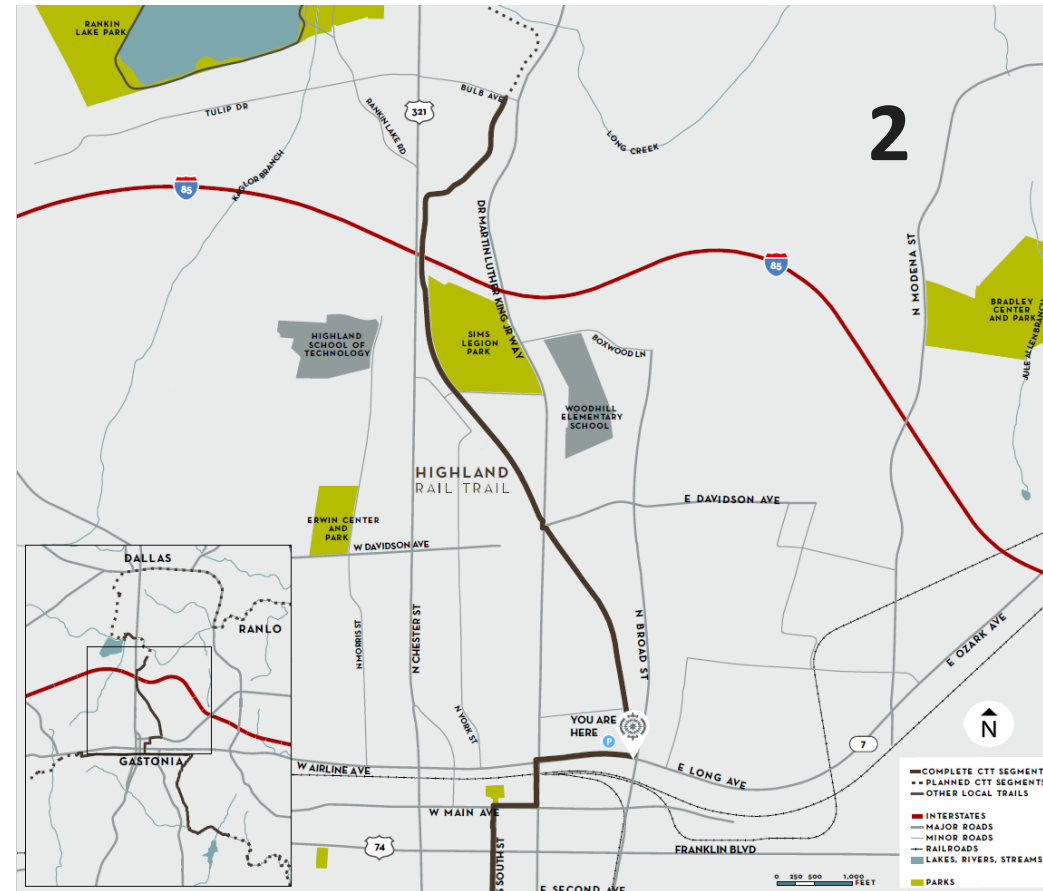 RANKIN
LAKE PARK
BULB AVE
TULIP DR
RANKIN LAKE RD
321
2
LONG CREEK
KAGLOR BRANCH
85
DR MARTIN LUTHER KING JR WAY
N MODENA ST
85
BRADLEY
CENTER
AND PARK
JULE ALLEN BRANCH
HIGHLAND
SCHOOL OF
TECHNOLOGY
SIMS
LEGION
PARK
BOXWOOD LN
WOODHILL
ELEMENTARY
SCHOOL
HIGHLAND
RAIL TRAIL
E DAVIDSON AVE
ERWIN CENTER
AND
PARK
W DAVIDSON AVE
DALLAS
RANLO
GASTONIA
N MORRIS ST
N CHESTER ST
N YORK ST
N BROAD ST
E OZARK AVE
YOU ARE
HERE
P
N
7
W AIRLINE AVE
E LONG AVE
W MAIN AVE
74
FRANKLIN BLVD
S SOUTH ST
E SECOND AVE
COMPLETE CTT SEGMENT
PLANNED CTT SEGMENTS
OTHER LOCAL TRAILS
INTERSTATES
MAJOR ROADS
MINOR ROADS
RAILROADS
LAKES, RIVERS, STREAMS
PARKS
0 250 500 1,000
FEET